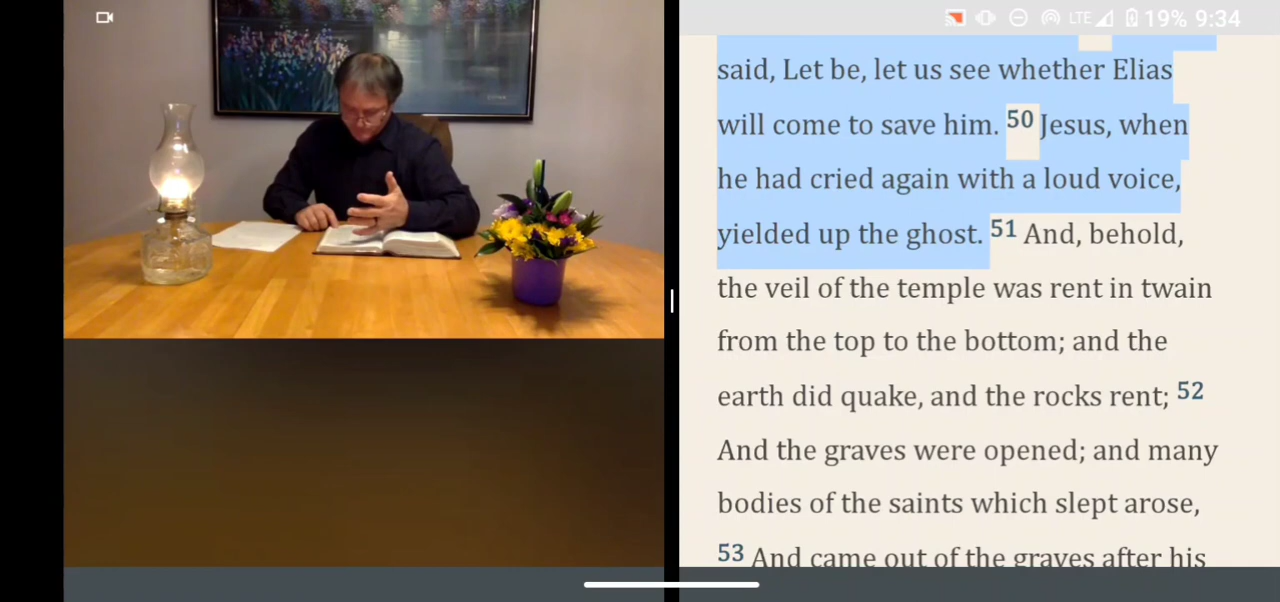 LTE 19% 9:34
said, Let be, let us see whether Elias
will come to save him. 50 Jesus, when
he had cried again with a loud voice,
yielded up the ghost. 51 And, behold,
the veil of the temple was rent in twain
from the top to the bottom; and the
earth did quake, and the rocks rent; 52
And the graves were opened; and many
bodies of the saints which slept arose,
53 And came out of the graves after his